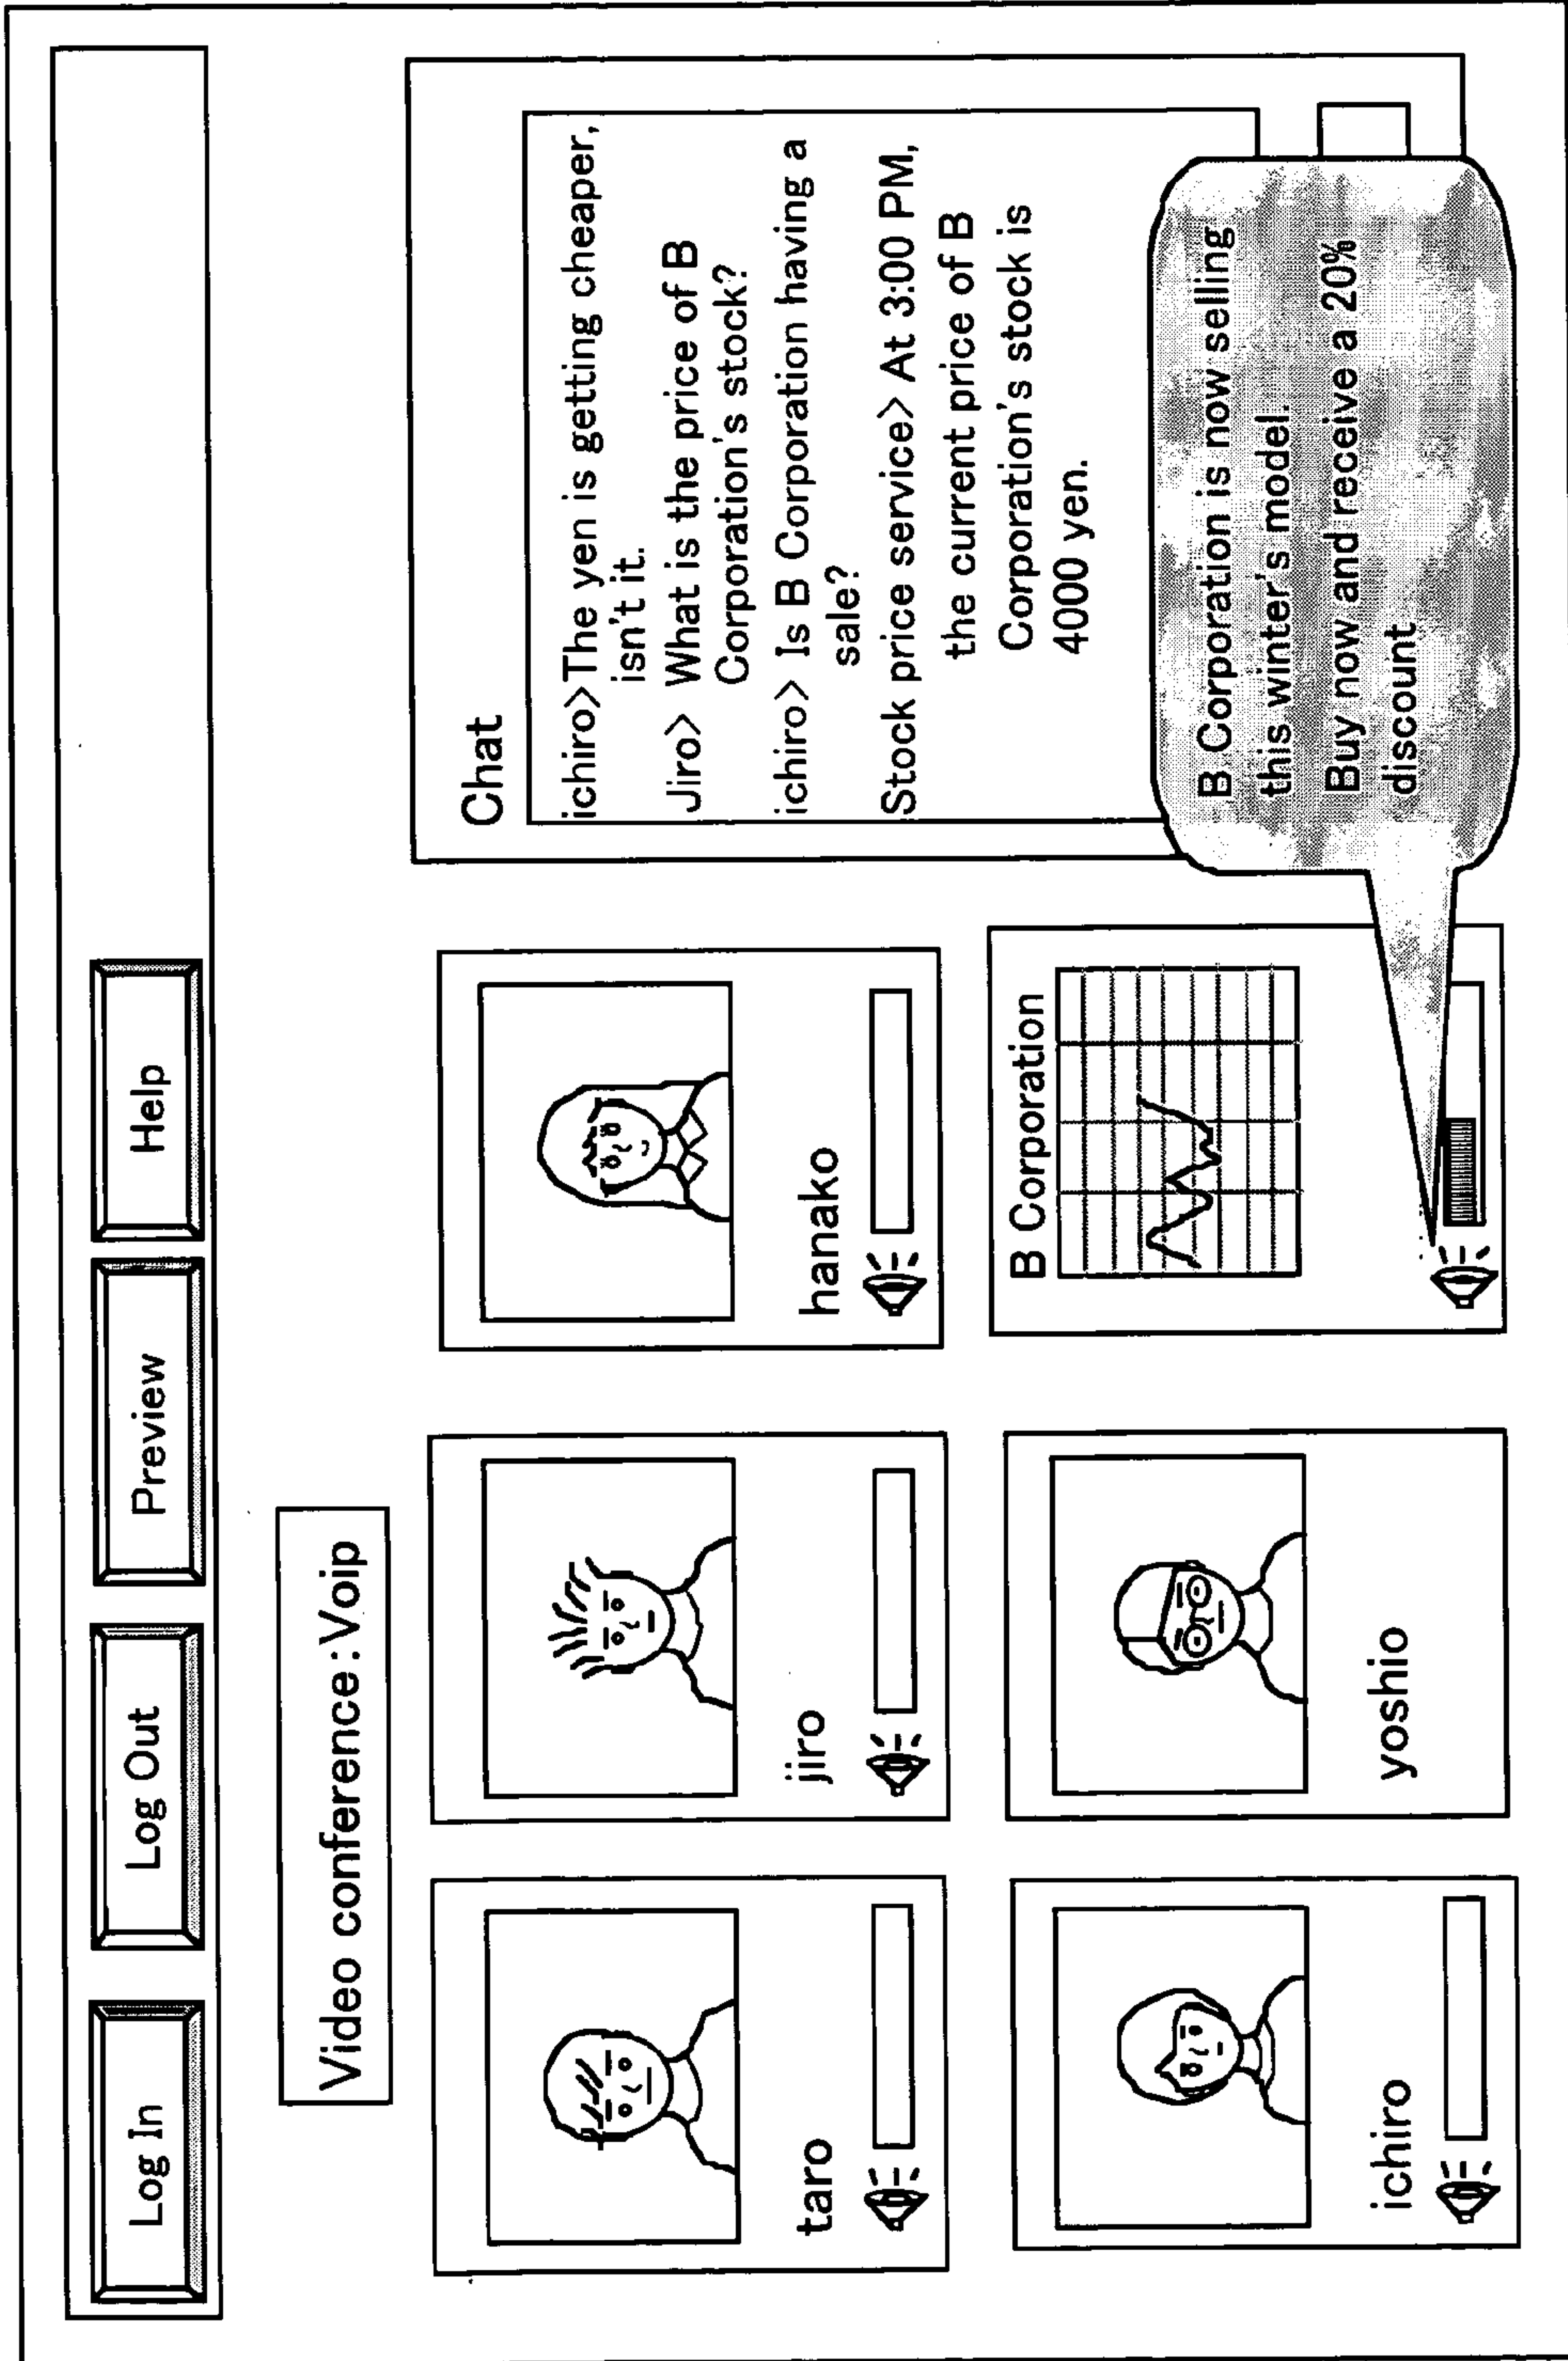 Log In
Log Out
Preview
Help
Video conference:Voip
taro
jiro
hanako
ichiro
yoshio
B Corporation
Chat
ichiro>The yen is getting cheaper,
isn't it.
Jiro> What is the price of B
Corporation's stock?
ichiro> Is B Corporation having a
sale?
Stock price service> At 3:00 PM,
the current price of B
Corporation's stock is
4000 yen.
B Corporation is now selling
this winter's model.
Buy now and receive a 20%
discount